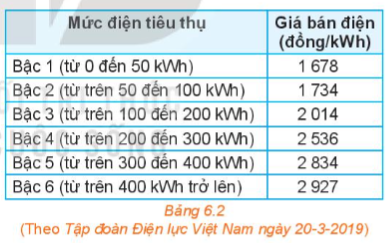 Mức điện tiêu thụ Giá bán điện (đồng/kWh)
Bậc 1 (từ 0 đến 50 kWh) 1 678
Bậc 2 (từ trên 50 đến 100 kWh) 1 734
Bậc 3 (từ trên 100 đến 200 kWh) 2 014
Bậc 4 (từ trên 200 đến 300 kWh) 2 536
Bậc 5 (từ trên 300 đến 400 kWh) 2 834
Bậc 6 (từ trên 400 kWh trở lên) 2 927
Bảng 6.2
(Theo Tập đoàn Điện lực Việt Nam ngày 20-3-2019)